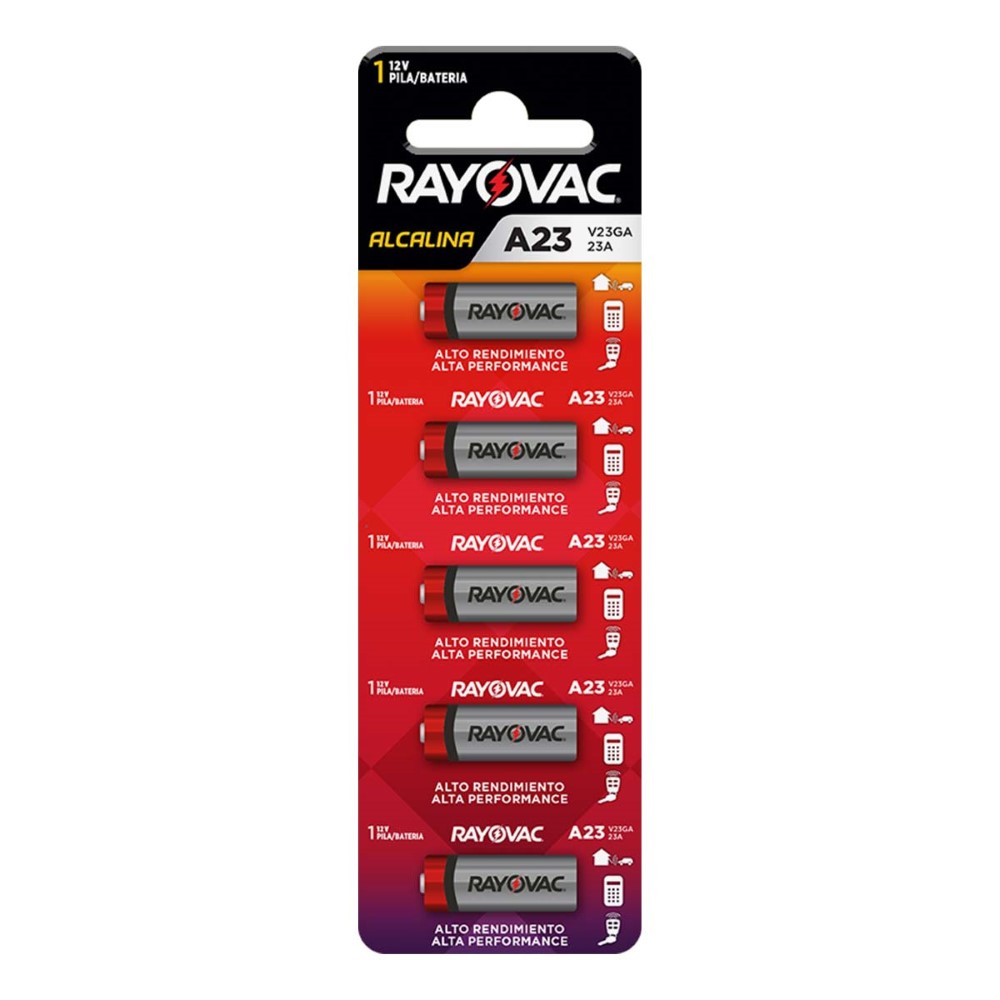 1 12V
PILA/BATERIA
RAYOVAC
ALCALINA A23 V23GA
23A
RAYOVAC
ALTO RENDIMIENTO
ALTA PERFORMANCE
1 12V PILA/BATERIA RAYOVAC A23 V23GA 23A
RAYOVAC
ALTO RENDIMIENTO
ALTA PERFORMANCE
1 12V PILA/BATERIA RAYOVAC A23 V23GA 23A
RAYOVAC
ALTO RENDIMIENTO
ALTA PERFORMANCE
1 12V PILA/BATERIA RAYOVAC A23 V23GA 23A
RAYOVAC
ALTO RENDIMIENTO
ALTA PERFORMANCE
1 12V PILA/BATERIA RAYOVAC A23 V23GA 23A
RAYOVAC
ALTO RENDIMIENTO
ALTA PERFORMANCE